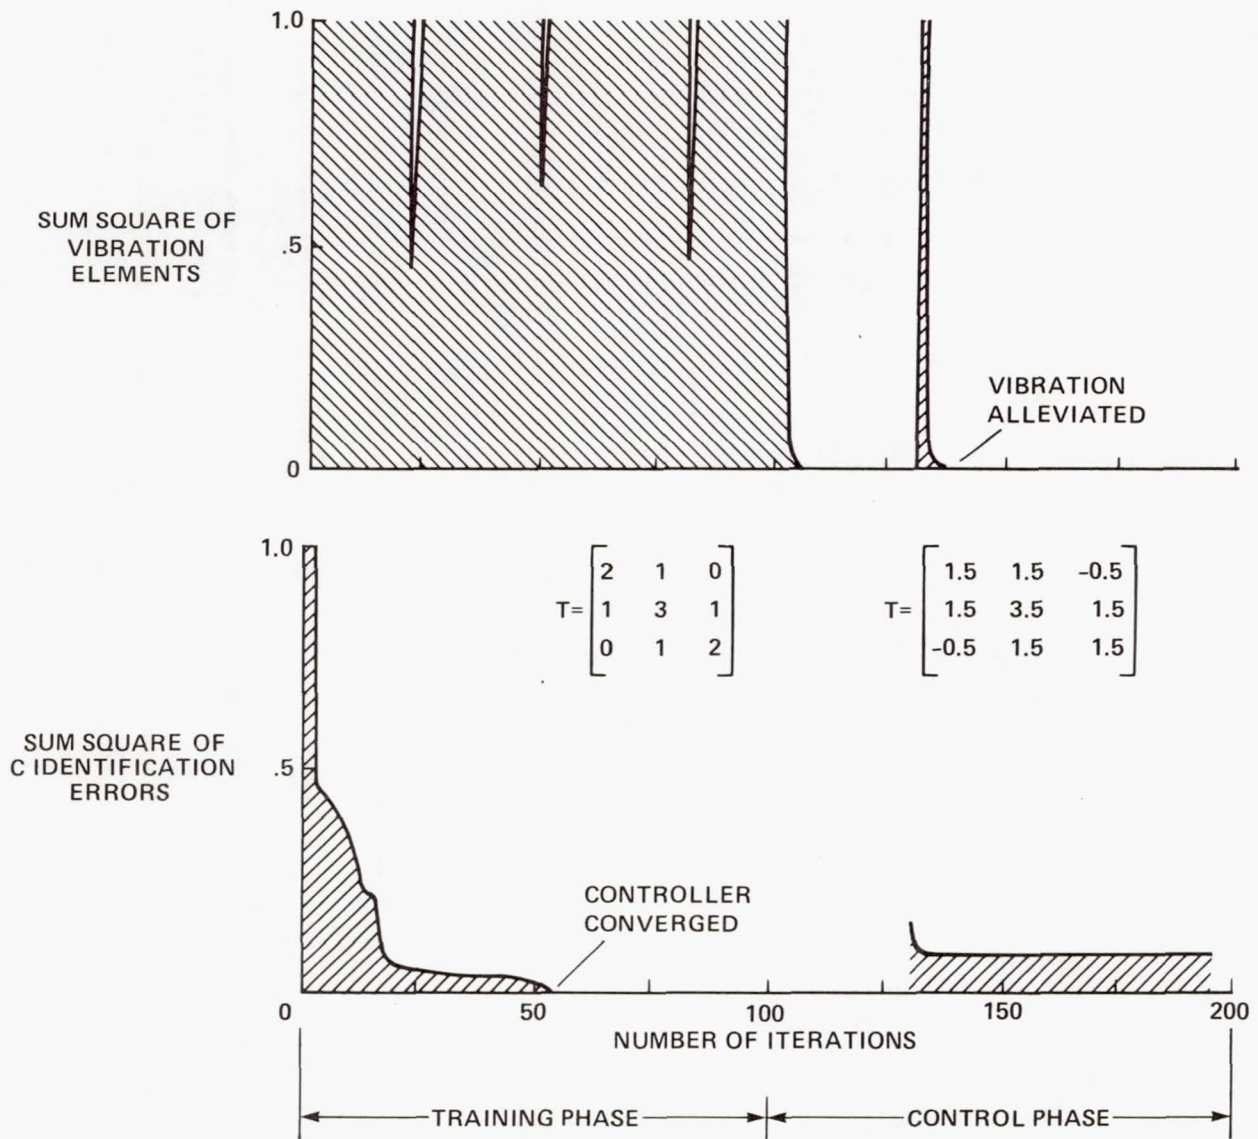 1.0
SUM SQUARE OF
VIBRATION
ELEMENTS
.5
VIBRATION
ALLEVIATED
0
1.0
T= [2 1 0
1 3 1
0 1 2]
T= [1.5 1.5 -0.5
1.5 3.5 1.5
-0.5 1.5 1.5]
SUM SQUARE OF
C IDENTIFICATION
ERRORS
.5
CONTROLLER
CONVERGED
0 50 100 150 200
NUMBER OF ITERATIONS
TRAINING PHASE CONTROL PHASE